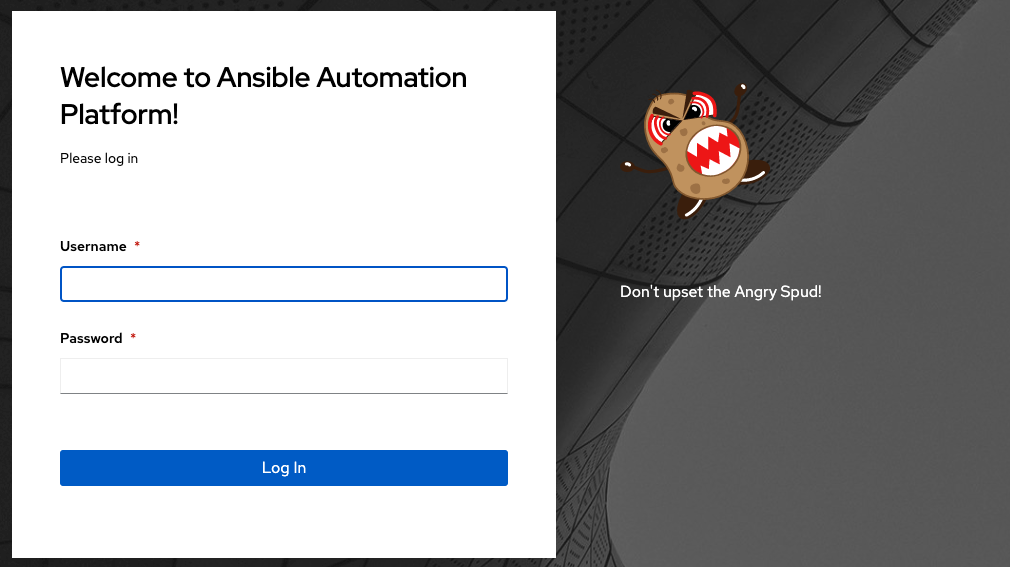 Welcome to Ansible Automation
Platform!
Please log in
Username *
Password *
Log In
Don't upset the Angry Spud!